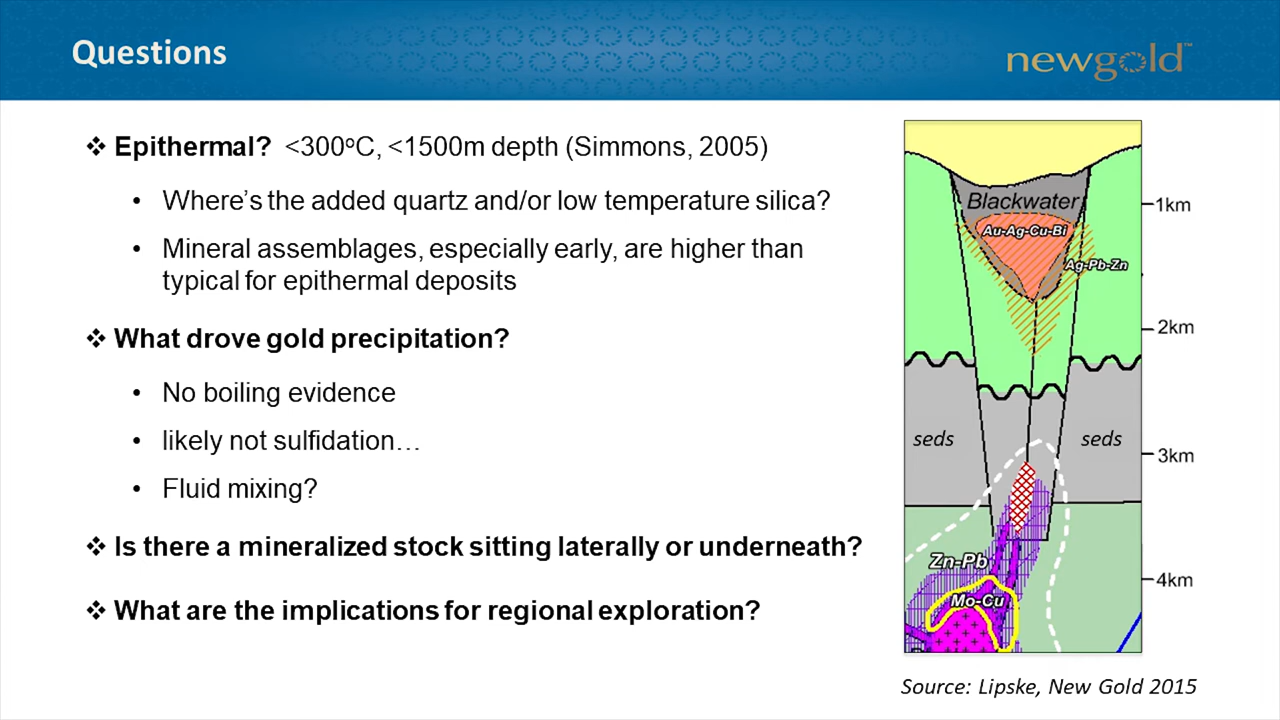 Questions
newgold™
❖ Epithermal? <300°C, <1500m depth (Simmons, 2005)
• Where's the added quartz and/or low temperature silica?
• Mineral assemblages, especially early, are higher than
typical for epithermal deposits
❖ What drove gold precipitation?
• No boiling evidence
• likely not sulfidation…
• Fluid mixing?
❖ Is there a mineralized stock sitting laterally or underneath?
❖ What are the implications for regional exploration?
Blackwater
1km
Au-Ag-Cu-Bi
Ag-Pb-Zn
2km
seds
seds
3km
Zn-Pb
4km
Mo-Cu
Source: Lipske, New Gold 2015